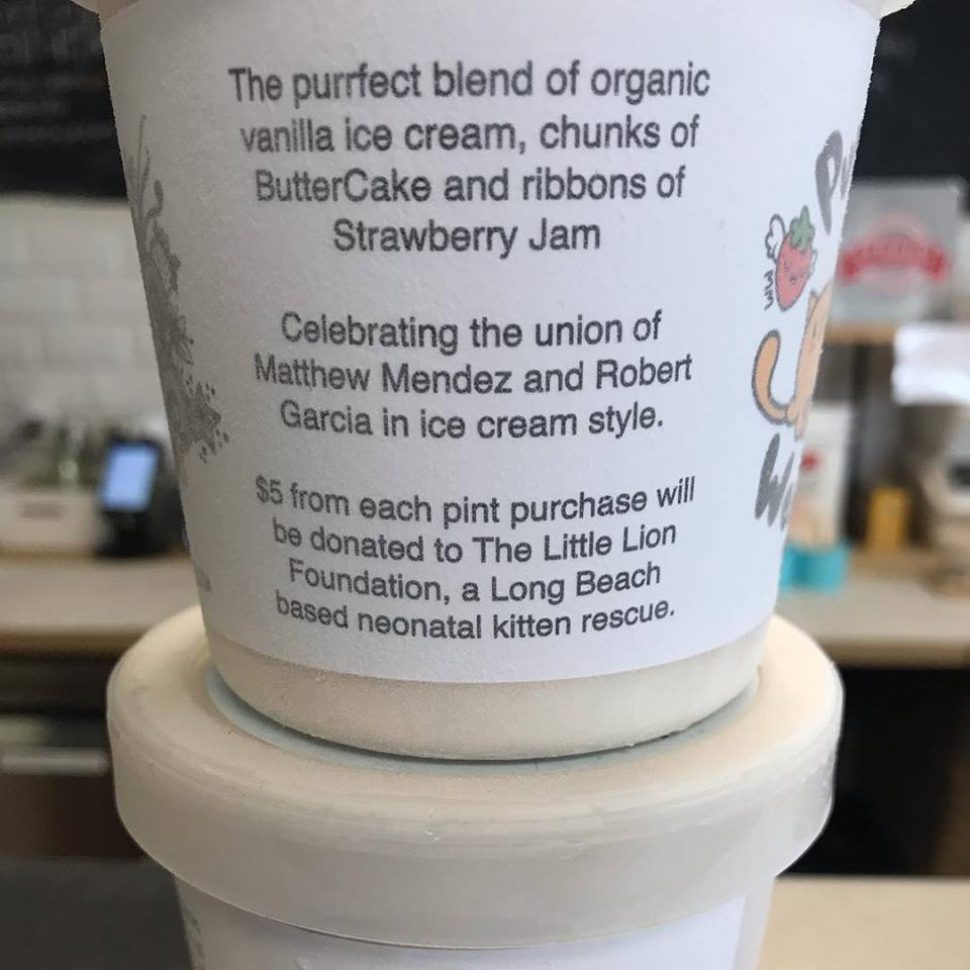 The purrfect blend of organic
vanilla ice cream, chunks of
ButterCake and ribbons of
Strawberry Jam
Celebrating the union of
Matthew Mendez and Robert
Garcia in ice cream style.
$5 from each pint purchase will
be donated to The Little Lion
Foundation, a Long Beach
based neonatal kitten rescue.